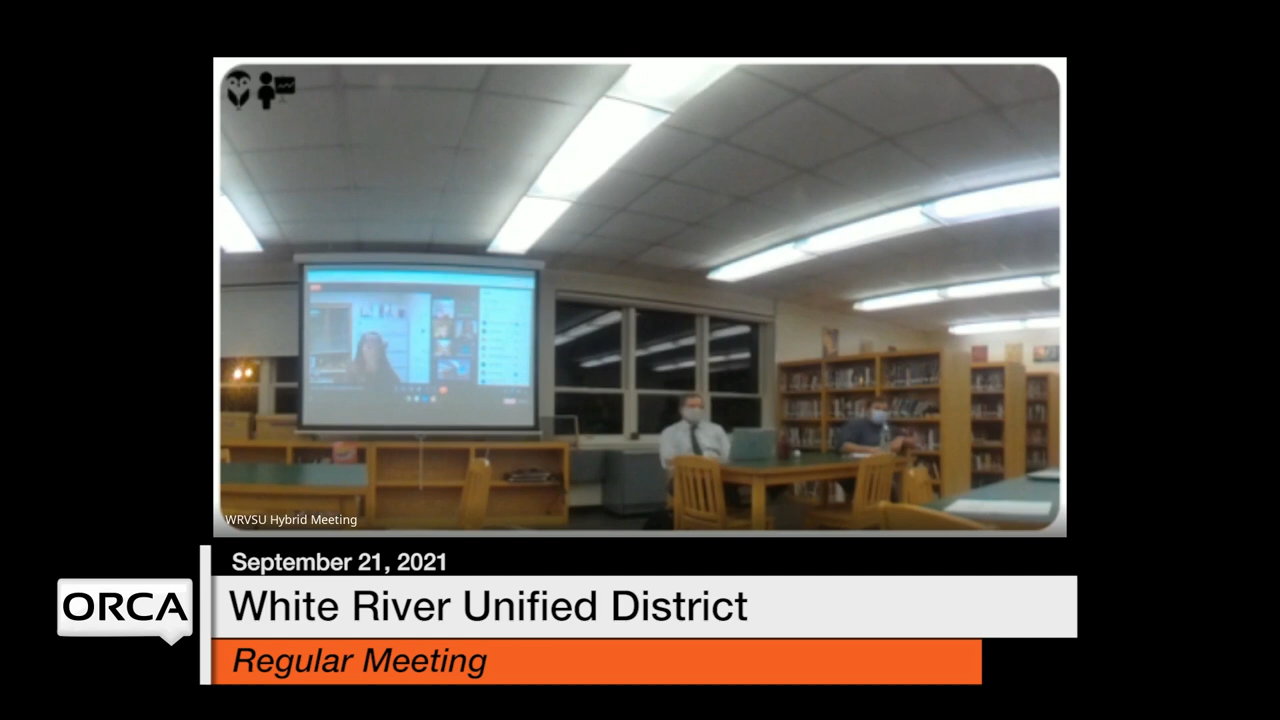 WRVSU Hybrid Meeting
September 21, 2021
ORCA
White River Unified District
Regular Meeting